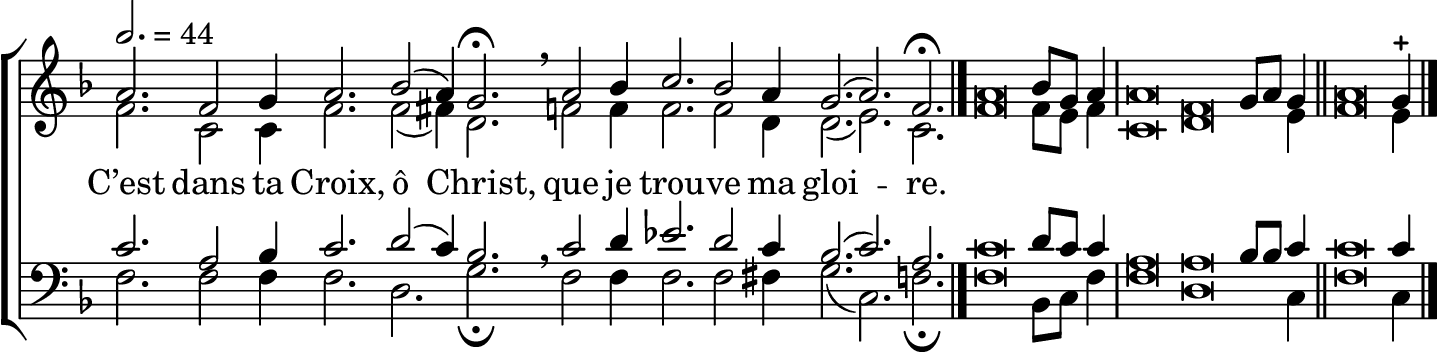 = 44
C’est dans ta Croix, ô Christ, que je trouve ma gloi - re.